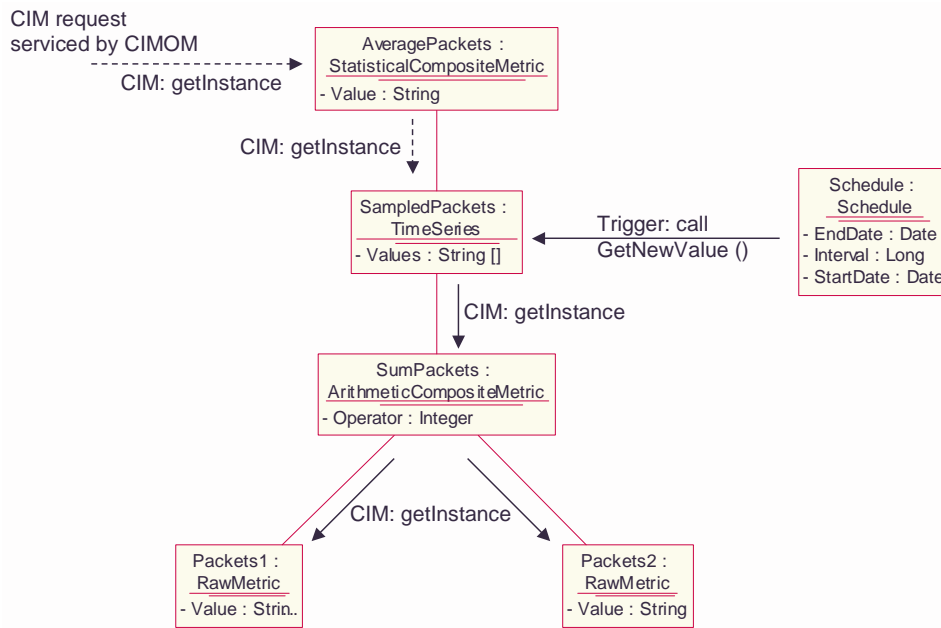 CIM request
serviced by CIMOM
CIM: getInstance
AveragePackets :
StatisticalCompositeMetric
- Value : String
CIM: getInstance
SampledPackets :
TimeSeries
- Values : String []
Trigger: call
GetNewValue ()
Schedule :
Schedule
- EndDate : Date
- Interval : Long
- StartDate : Date
CIM: getInstance
SumPackets :
ArithmeticCompositeMetric
- Operator : Integer
CIM: getInstance
Packets1 :
RawMetric
- Value : Strin..
Packets2 :
RawMetric
- Value : String